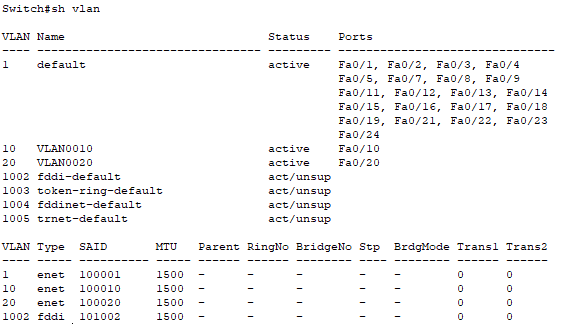 Switch#sh vlan
VLAN Name                             Status    Ports
---- -------------------------------- --------- -------------------------------
1    default                          active    Fa0/1, Fa0/2, Fa0/3, Fa0/4
                                                Fa0/5, Fa0/7, Fa0/8, Fa0/9
                                                Fa0/11, Fa0/12, Fa0/13, Fa0/14
                                                Fa0/15, Fa0/16, Fa0/17, Fa0/18
                                                Fa0/19, Fa0/21, Fa0/22, Fa0/23
                                                Fa0/24
10   VLAN0010                         active    Fa0/10
20   VLAN0020                         active    Fa0/20
1002 fddi-default                     act/unsup
1003 token-ring-default               act/unsup
1004 fddinet-default                  act/unsup
1005 trnet-default                    act/unsup
VLAN Type  SAID       MTU   Parent RingNo BridgeNo Stp  BrdgMode Trans1 Trans2
---- ----- ---------- ----- ------ ------ -------- ---- -------- ------ ------
1    enet  100001     1500  -      -      -        -    -        0      0
10   enet  100010     1500  -      -      -        -    -        0      0
20   enet  100020     1500  -      -      -        -    -        0      0
1002 fddi  101002     1500  -      -      -        -    -        0      0